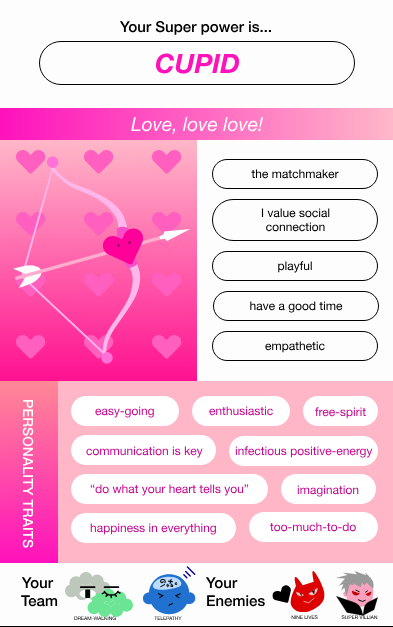 Your Super power is...
CUPID
Love, love love!
the matchmaker
I value social
connection
playful
have a good time
empathetic
PERSONALITY TRAITS
easy-going
enthusiastic
free-spirit
communication is key
infectious positive-energy
“do what your heart tells you”
imagination
happiness in everything
too-much-to-do
Your
Team
DREAM-WALKING
TELEPATHY
Your
Enemies
NINE LIVES
SUPER VILLIAN